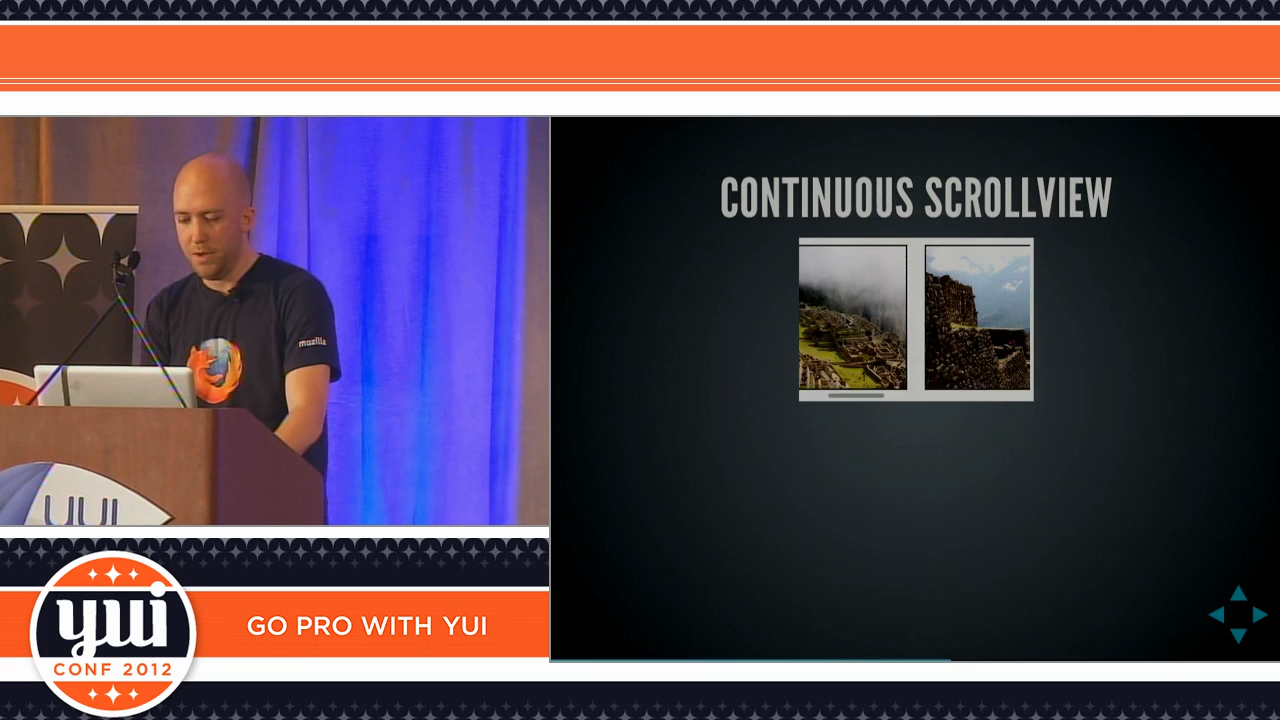 CONTINUOUS SCROLLVIEW
mozilla
YUI
yui
CONF 2012
GO PRO WITH YUI